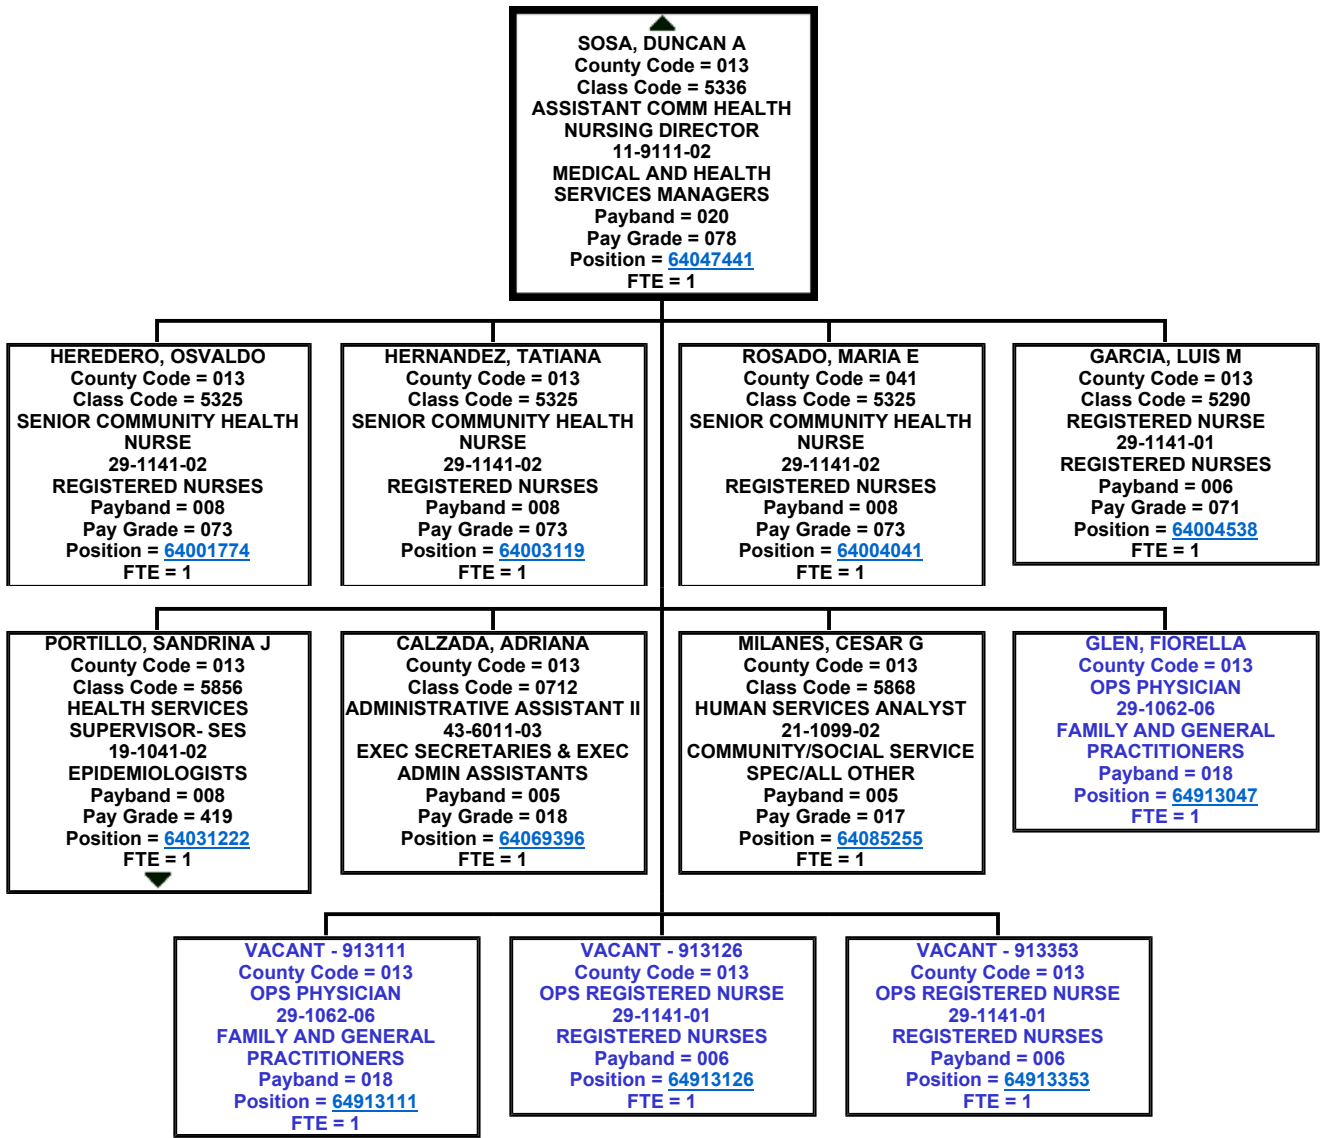 SOSA, DUNCAN A
County Code = 013
Class Code = 5336
ASSISTANT COMM HEALTH
NURSING DIRECTOR
11-9111-02
MEDICAL AND HEALTH
SERVICES MANAGERS
Payband = 020
Pay Grade = 078
Position = 64047441
FTE = 1
HEREDERO, OSVALDO
County Code = 013
Class Code = 5325
SENIOR COMMUNITY HEALTH
NURSE
29-1141-02
REGISTERED NURSES
Payband = 008
Pay Grade = 073
Position = 64001774
FTE = 1
HERNANDEZ, TATIANA
County Code = 013
Class Code = 5325
SENIOR COMMUNITY HEALTH
NURSE
29-1141-02
REGISTERED NURSES
Payband = 008
Pay Grade = 073
Position = 64003119
FTE = 1
ROSADO, MARIA E
County Code = 041
Class Code = 5325
SENIOR COMMUNITY HEALTH
NURSE
29-1141-02
REGISTERED NURSES
Payband = 008
Pay Grade = 073
Position = 64004041
FTE = 1
GARCIA, LUIS M
County Code = 013
Class Code = 5290
REGISTERED NURSE
29-1141-01
REGISTERED NURSES
Payband = 006
Pay Grade = 071
Position = 64004538
FTE = 1
PORTILLO, SANDRINA J
County Code = 013
Class Code = 5856
HEALTH SERVICES
SUPERVISOR- SES
19-1041-02
EPIDEMIOLOGISTS
Payband = 008
Pay Grade = 419
Position = 64031222
FTE = 1
CALZADA, ADRIANA
County Code = 013
Class Code = 0712
ADMINISTRATIVE ASSISTANT II
43-6011-03
EXEC SECRETARIES & EXEC
ADMIN ASSISTANTS
Payband = 005
Pay Grade = 018
Position = 64069396
FTE = 1
MILANES, CESAR G
County Code = 013
Class Code = 5868
HUMAN SERVICES ANALYST
21-1099-02
COMMUNITY/SOCIAL SERVICE
SPEC/ALL OTHER
Payband = 005
Pay Grade = 017
Position = 64085255
FTE = 1
GLEN, FIORELLA
County Code = 013
OPS PHYSICIAN
29-1062-06
FAMILY AND GENERAL
PRACTITIONERS
Payband = 018
Position = 64913047
FTE = 1
VACANT - 913111
County Code = 013
OPS PHYSICIAN
29-1062-06
FAMILY AND GENERAL
PRACTITIONERS
Payband = 018
Position = 64913111
FTE = 1
VACANT - 913126
County Code = 013
OPS REGISTERED NURSE
29-1141-01
REGISTERED NURSES
Payband = 006
Position = 64913126
FTE = 1
VACANT - 913353
County Code = 013
OPS REGISTERED NURSE
29-1141-01
REGISTERED NURSES
Payband = 006
Position = 64913353
FTE = 1